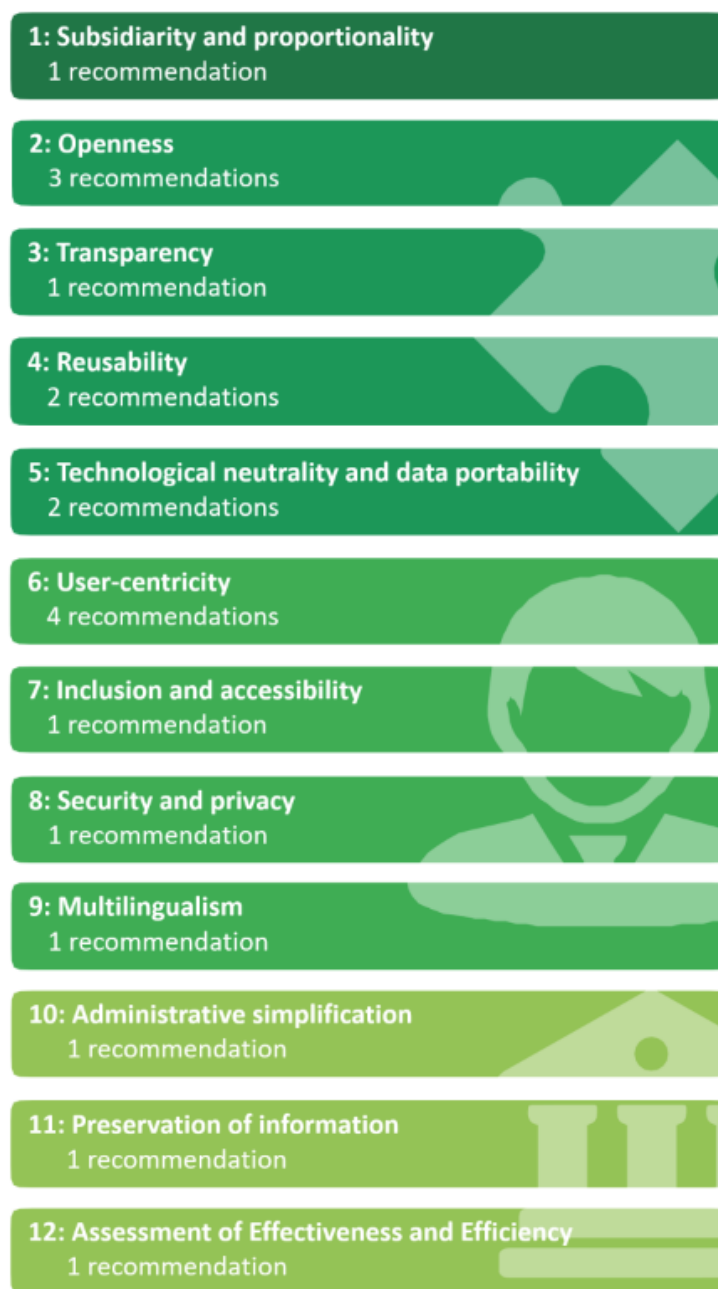 1: Subsidiarity and proportionality
1 recommendation
2: Openness
3 recommendations
3: Transparency
1 recommendation
4: Reusability
2 recommendations
5: Technological neutrality and data portability
2 recommendations
6: User-centricity
4 recommendations
7: Inclusion and accessibility
1 recommendation
8: Security and privacy
1 recommendation
9: Multilingualism
1 recommendation
10: Administrative simplification
1 recommendation
11: Preservation of information
1 recommendation
12: Assessment of Effectiveness and Efficiency
1 recommendation